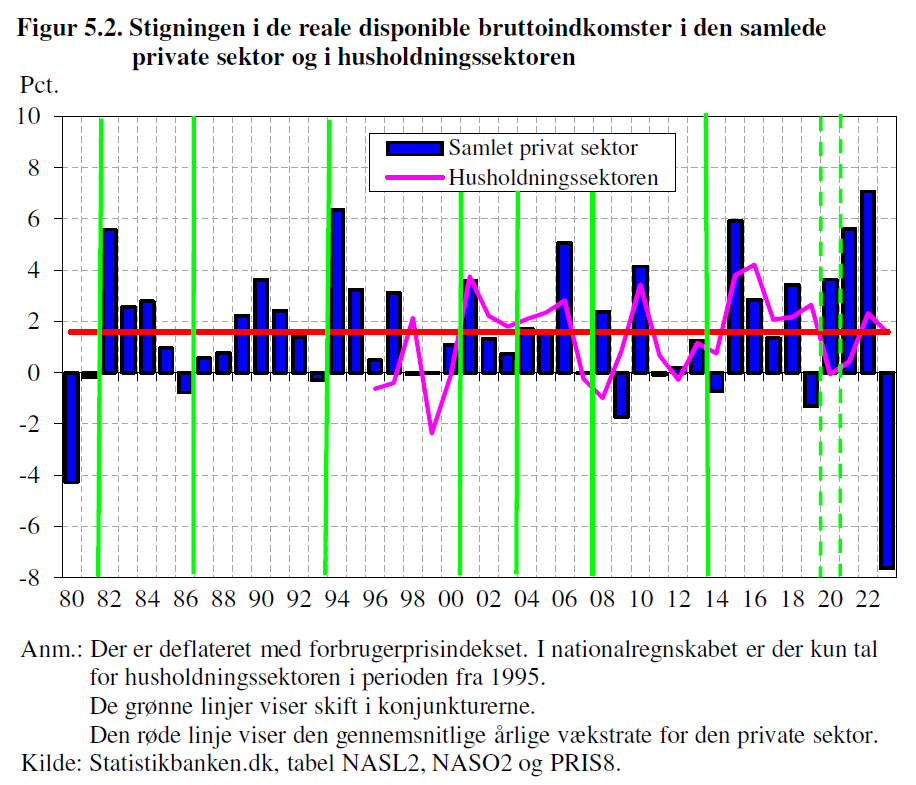 Figur 5.2. Stigningen i de reale disponible bruttoindkomster i den samlede
private sektor og i husholdningssektoren
Pct.
10
8
6
4
2
0
-2
-4
-6
-8
Samlet privat sektor
Husholdningssektoren
80 82 84 86 88 90 92 94 96 98 00 02 04 06 08 10 12 14 16 18 20 22
Anm.: Der er deflateret med forbrugerprisindekset. I nationalregnskabet er der kun tal
for husholdningssektoren i perioden fra 1995.
De grønne linjer viser skift i konjunkturerne.
Den røde linje viser den gennemsnitlige årlige vækstrate for den private sektor.
Kilde: Statistikbanken.dk, tabel NASL2, NASO2 og PRIS8.